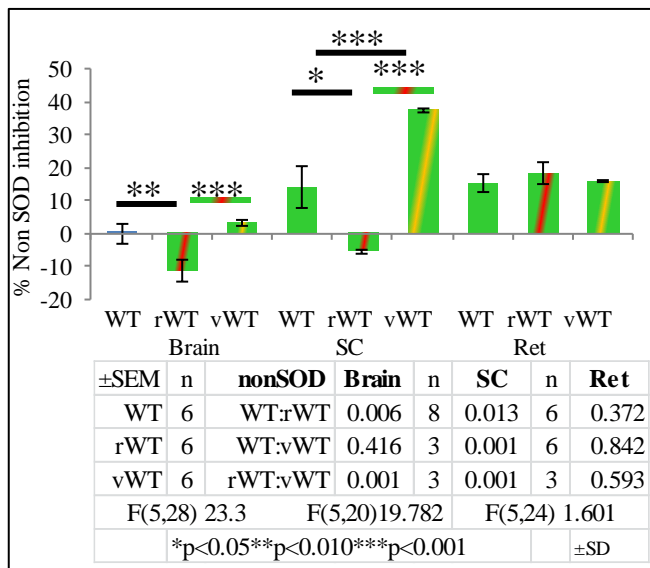 ***
* ***
** ***
% Non SOD inhibition
50
40
30
20
10
0
-10
-20
WT rWT vWT WT rWT vWT WT rWT vWT
Brain SC Ret
±SEM n nonSOD Brain n SC n Ret
WT 6 WT:rWT 0.006 8 0.013 6 0.372
rWT 6 WT:vWT 0.416 3 0.001 6 0.842
vWT 6 rWT:vWT 0.001 3 0.001 3 0.593
F(5,28) 23.3 F(5,20)19.782 F(5,24) 1.601
*p<0.05**p<0.010***p<0.001 ±SD